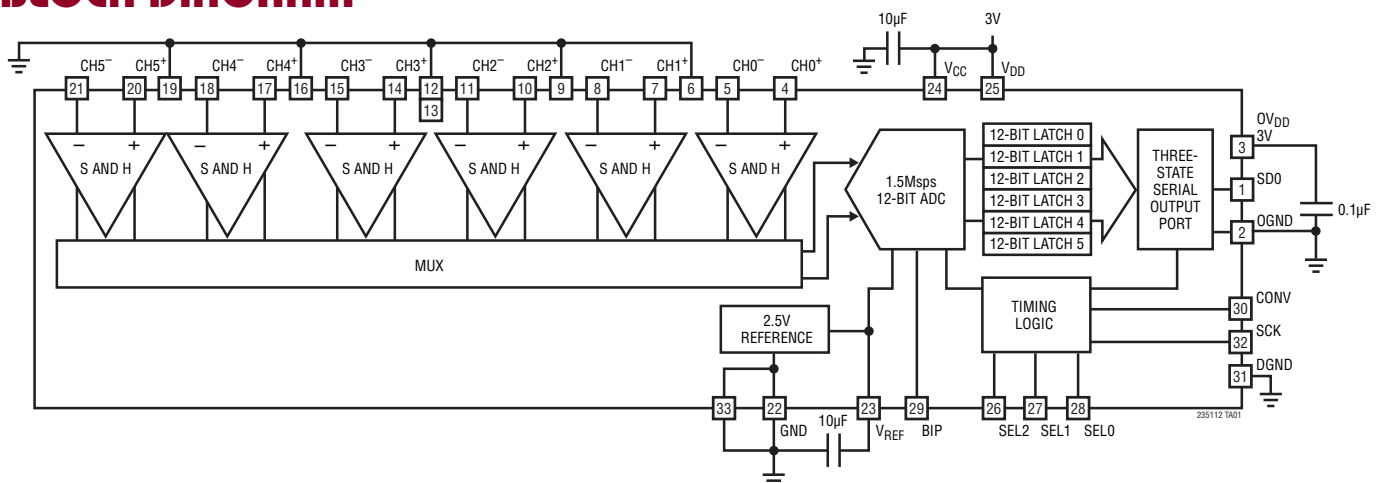 BLOCK DIAGRAM
10µF
3V
CH5⁻ CH5⁺ CH4⁻ CH4⁺ CH3⁻ CH3⁺ CH2⁻ CH2⁺ CH1⁻ CH1⁺ CH0⁻ CH0⁺
VCC
VDD
21 20 19 18 17 16 15 14 12 11 10 9 8 7 6 5 4 24 25
13
OVDD
3V
3
– + – + – + – + – + – +
S AND H S AND H S AND H S AND H S AND H S AND H
1.5Msps
12-BIT ADC
12-BIT LATCH 0
12-BIT LATCH 1
12-BIT LATCH 2
12-BIT LATCH 3
12-BIT LATCH 4
12-BIT LATCH 5
THREE-
STATE
SERIAL
OUTPUT
PORT
SD0
1
0.1µF
OGND
2
MUX
2.5V
REFERENCE
TIMING
LOGIC
CONV
30
SCK
32
DGND
31
33 22 23 29 26 27 28
235112 TA01
GND
10µF
VREF
BIP
SEL2 SEL1 SEL0